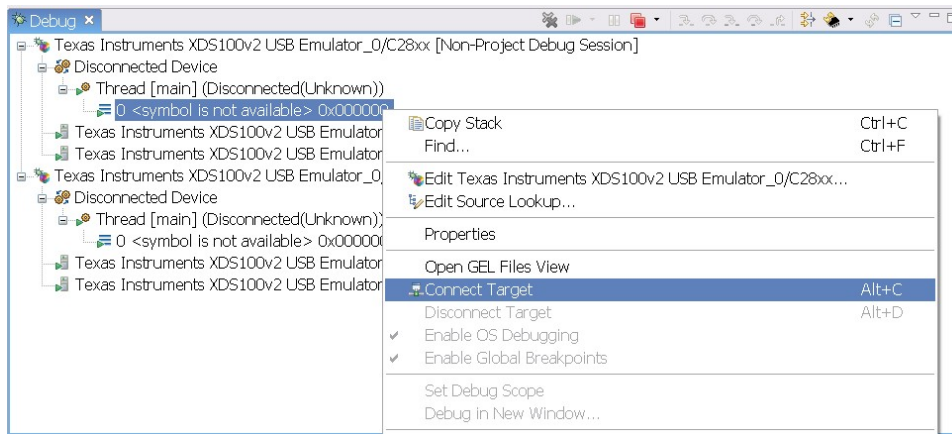 Debug
Texas Instruments XDS100v2 USB Emulator_0/C28xx [Non-Project Debug Session]
Disconnected Device
Thread [main] (Disconnected(Unknown))
0 <symbol is not available> 0x000000
Texas Instruments XDS100v2 USB Emulator
Texas Instruments XDS100v2 USB Emulator
Texas Instruments XDS100v2 USB Emulator_0
Disconnected Device
Thread [main] (Disconnected(Unknown))
0 <symbol is not available> 0x00000
Texas Instruments XDS100v2 USB Emulator
Texas Instruments XDS100v2 USB Emulator
Copy Stack Ctrl+C
Find... Ctrl+F
Edit Texas Instruments XDS100v2 USB Emulator_0/C28xx...
Edit Source Lookup...
Properties
Open GEL Files View
Connect Target Alt+C
Disconnect Target Alt+D
Enable OS Debugging
Enable Global Breakpoints
Set Debug Scope
Debug in New Window...